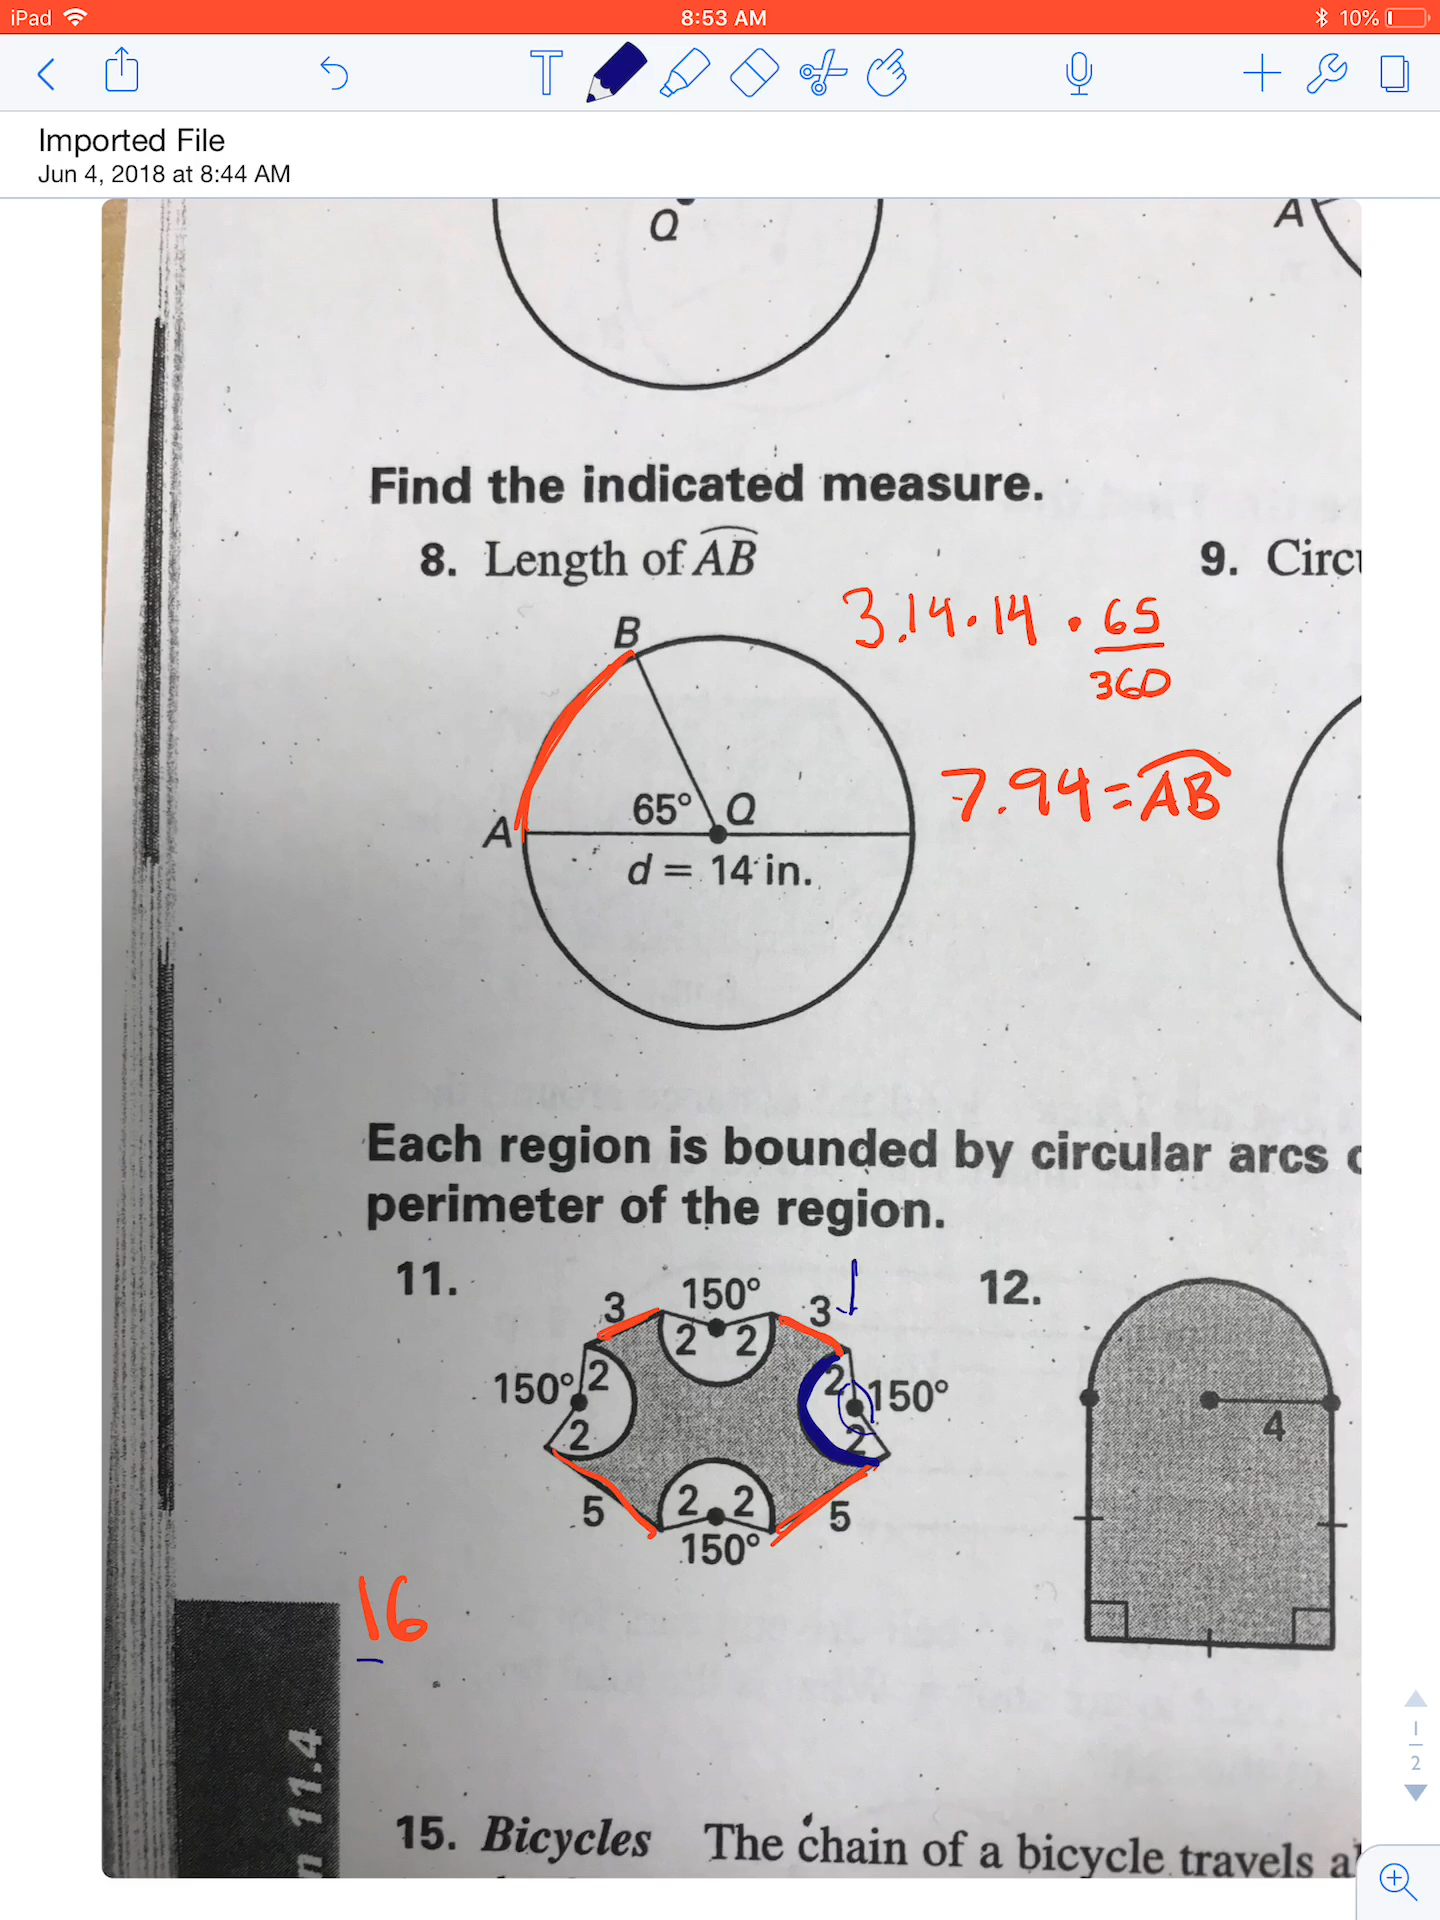 iPad 8:53 AM 10%
T
Imported File
Jun 4, 2018 at 8:44 AM
Q A
Find the indicated measure.
8. Length of AB 9.
3.14·14 · 65
360
B
7.94=AB
65° Q
A
d = 14 in.
Each region is bounded by circular arcs
perimeter of the region.
11. 12.
150°
3 3
2 2
150° 2 2 150°
2 2
4
5 2 2 5
150°
16
1
2
11.4
15. Bicycles The chain of a bicycle travels